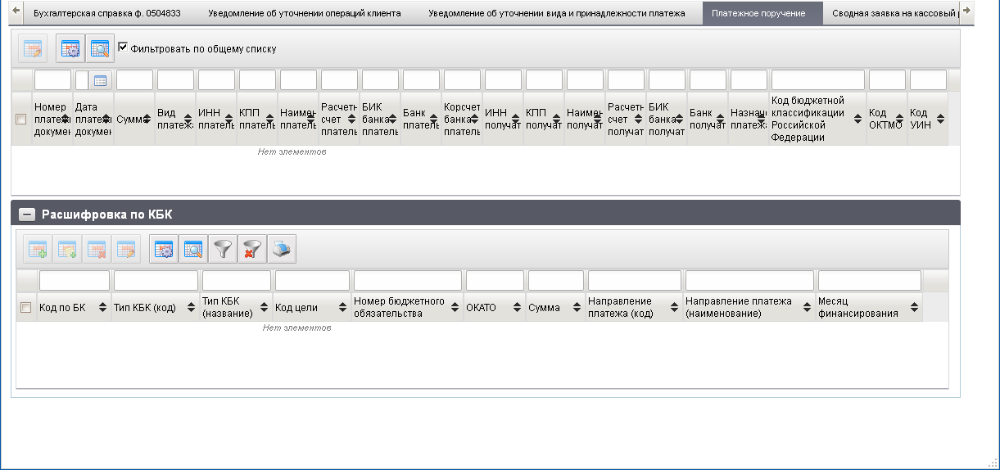 Бухгалтерская справка ф. 0504833 Уведомление об уточнении операций клиента Уведомление об уточнении вида и принадлежности платежа Платежное поручение Сводная заявка на кассовый
Фильтровать по общему списку
Номер
платеж
докумен
Дата
платеж
докумен
Сумма
Вид
платеж
ИНН
платель
КПП
платель
Наимен
платель
Расчетн
счет
платель
БИК
банка
платель
Банк
платель
Корсчет
банка
платель
ИНН
получат
КПП
получат
Наимен
получат
Расчетн
счет
получат
БИК
банка
получат
Банк
получат
Назнач
платеж
Код бюджетной
классификации
Российской
Федерации
Код
ОКТМО
Код
УИН
Нет элементов
Расшифровка по КБК
Код по БК
Тип КБК (код)
Тип КБК
(название)
Код цели
Номер бюджетного
обязательства
ОКАТО
Сумма
Направление
платежа (код)
Направление платежа
(наименование)
Месяц
финансирования
Нет элементов